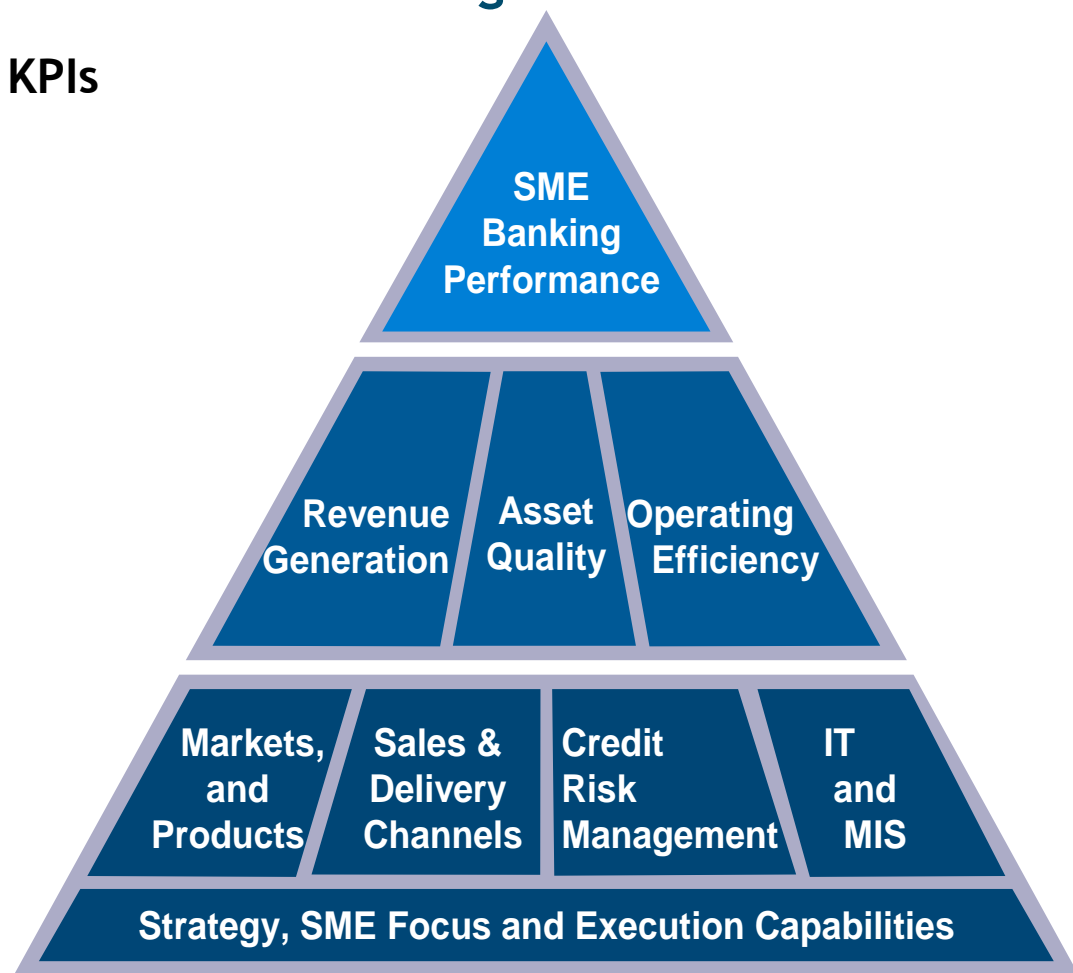 KPIs
SME
Banking
Performance
Revenue
Generation
Asset
Quality
Operating
Efficiency
Markets,
and
Products
Sales &
Delivery
Channels
Credit
Risk
Management
IT
and
MIS
Strategy, SME Focus and Execution Capabilities